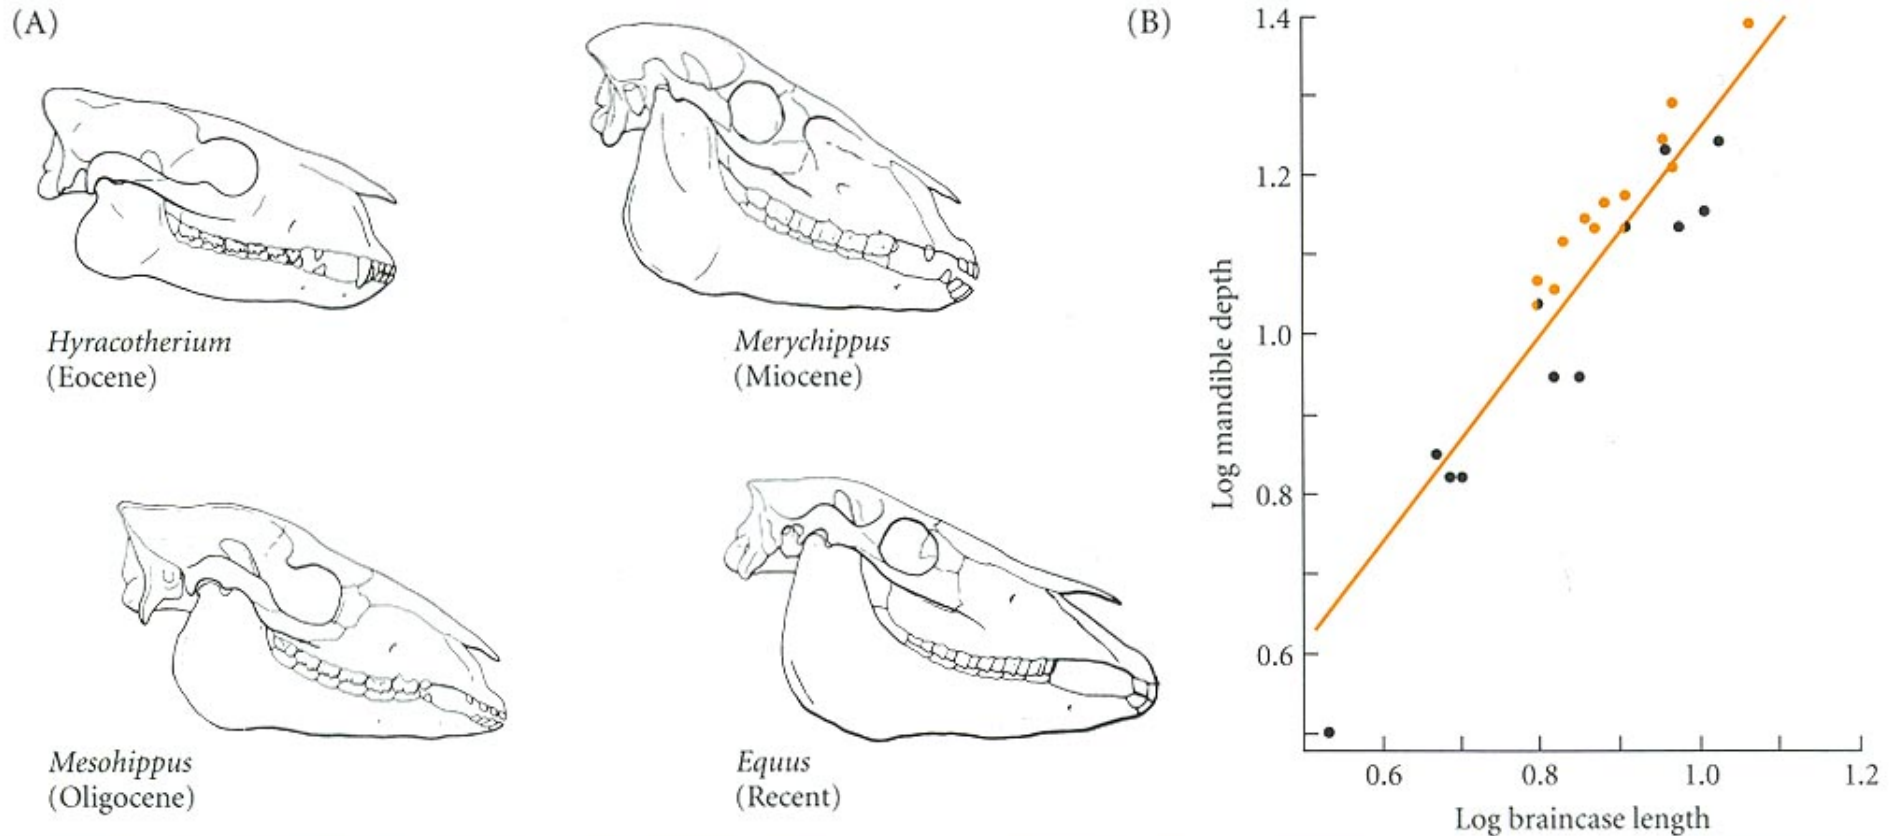 (A)
Hyracotherium
(Eocene)
Merychippus
(Miocene)
Mesohippus
(Oligocene)
Equus
(Recent)
(B)
Log mandible depth
1.4
1.2
1.0
0.8
0.6
0.6 0.8 1.0 1.2
Log braincase length